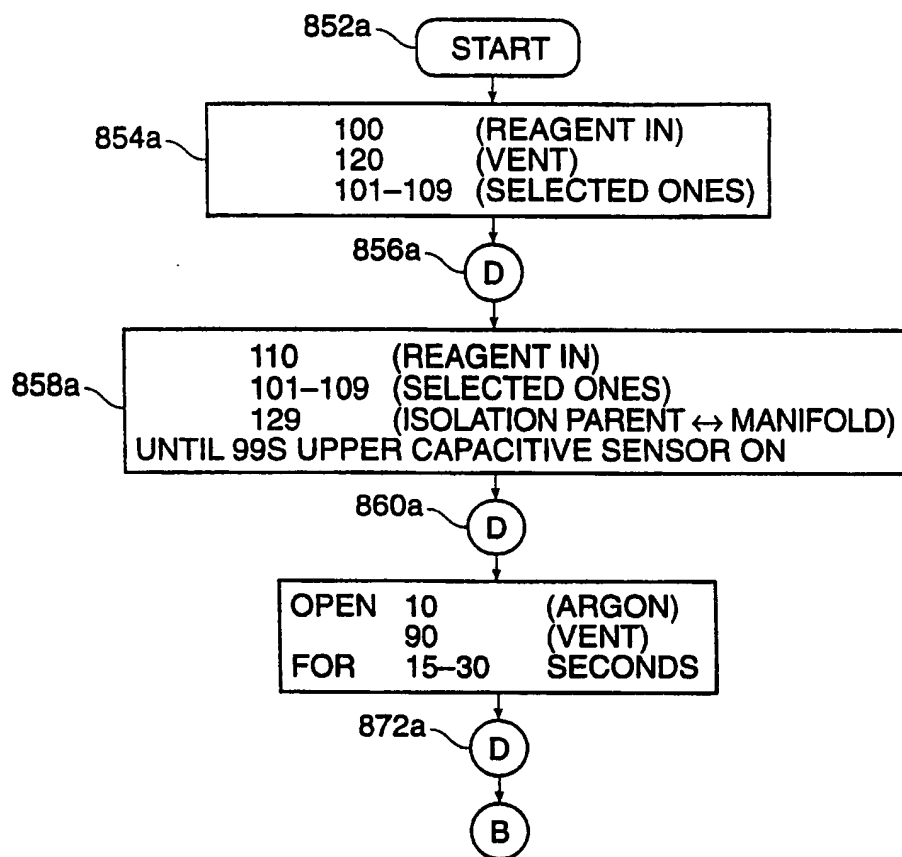 852a
START
854a
100 (REAGENT IN)
120 (VENT)
101–109 (SELECTED ONES)
856a
D
858a
110 (REAGENT IN)
101–109 (SELECTED ONES)
129 (ISOLATION PARENT ↔ MANIFOLD)
UNTIL 99S UPPER CAPACITIVE SENSOR ON
860a
D
OPEN 10 (ARGON)
90 (VENT)
FOR 15–30 SECONDS
872a
D
B